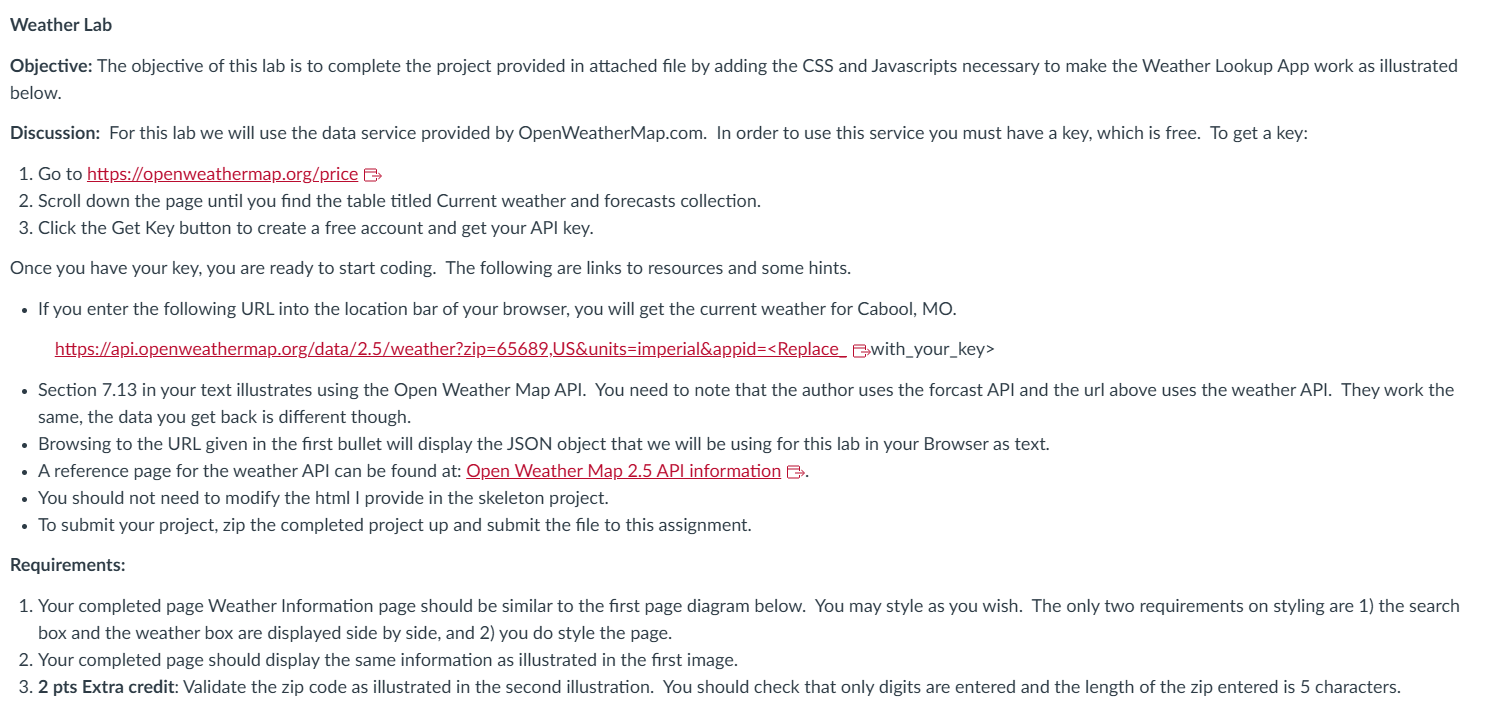 Weather Lab
Objective: The objective of this lab is to complete the project provided in attached file by adding the CSS and Javascripts necessary to make the Weather Lookup App work as illustrated
below.
Discussion:  For this lab we will use the data service provided by OpenWeatherMap.com.  In order to use this service you must have a key, which is free.  To get a key:
1. Go to https://openweathermap.org/price
2. Scroll down the page until you find the table titled Current weather and forecasts collection.
3. Click the Get Key button to create a free account and get your API key.
Once you have your key, you are ready to start coding.  The following are links to resources and some hints.
• If you enter the following URL into the location bar of your browser, you will get the current weather for Cabool, MO.
https://api.openweathermap.org/data/2.5/weather?zip=65689,US&units=imperial&appid=<Replace_ with_your_key>
• Section 7.13 in your text illustrates using the Open Weather Map API.  You need to note that the author uses the forcast API and the url above uses the weather API.  They work the
same, the data you get back is different though.
• Browsing to the URL given in the first bullet will display the JSON object that we will be using for this lab in your Browser as text.
• A reference page for the weather API can be found at: Open Weather Map 2.5 API information .
• You should not need to modify the html I provide in the skeleton project.
• To submit your project, zip the completed project up and submit the file to this assignment.
Requirements:
1. Your completed page Weather Information page should be similar to the first page diagram below.  You may style as you wish.  The only two requirements on styling are 1) the search
box and the weather box are displayed side by side, and 2) you do style the page.
2. Your completed page should display the same information as illustrated in the first image.
3. 2 pts Extra credit: Validate the zip code as illustrated in the second illustration.  You should check that only digits are entered and the length of the zip entered is 5 characters.